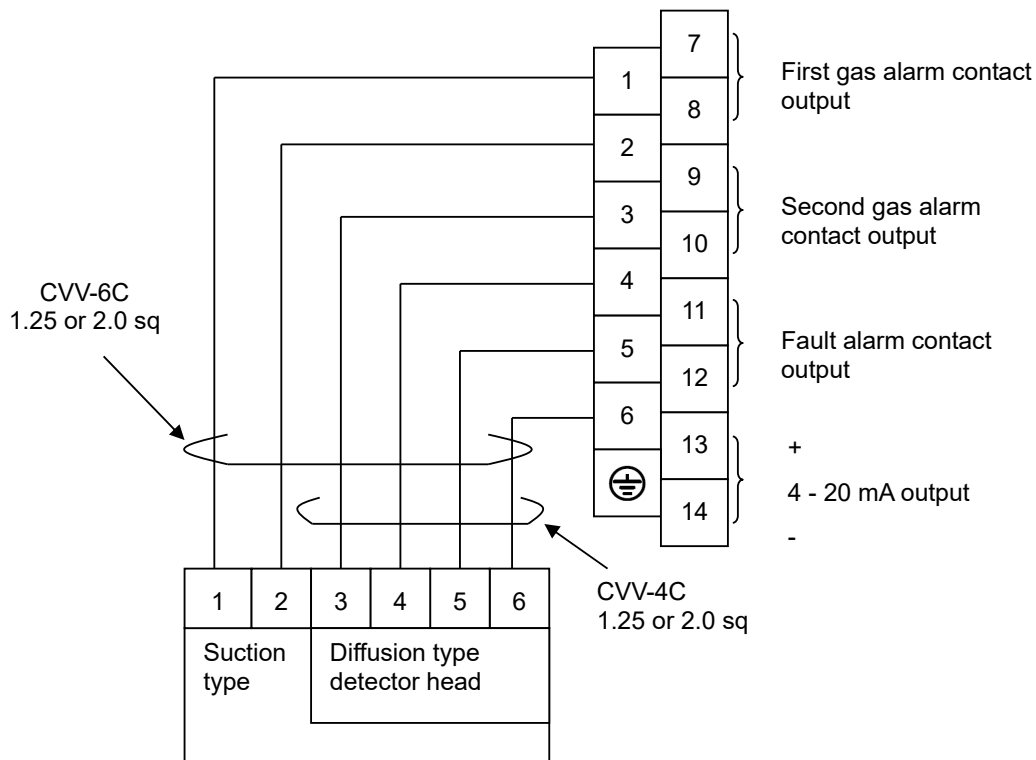 7
First gas alarm contact
output
1
8
2
9
Second gas alarm
contact output
3
10
4
CVV-6C
1.25 or 2.0 sq
11
Fault alarm contact
output
5
12
6
13
+
4 - 20 mA output
14
-
CVV-4C
1.25 or 2.0 sq
1 2 3 4 5 6
Suction
type
Diffusion type
detector head